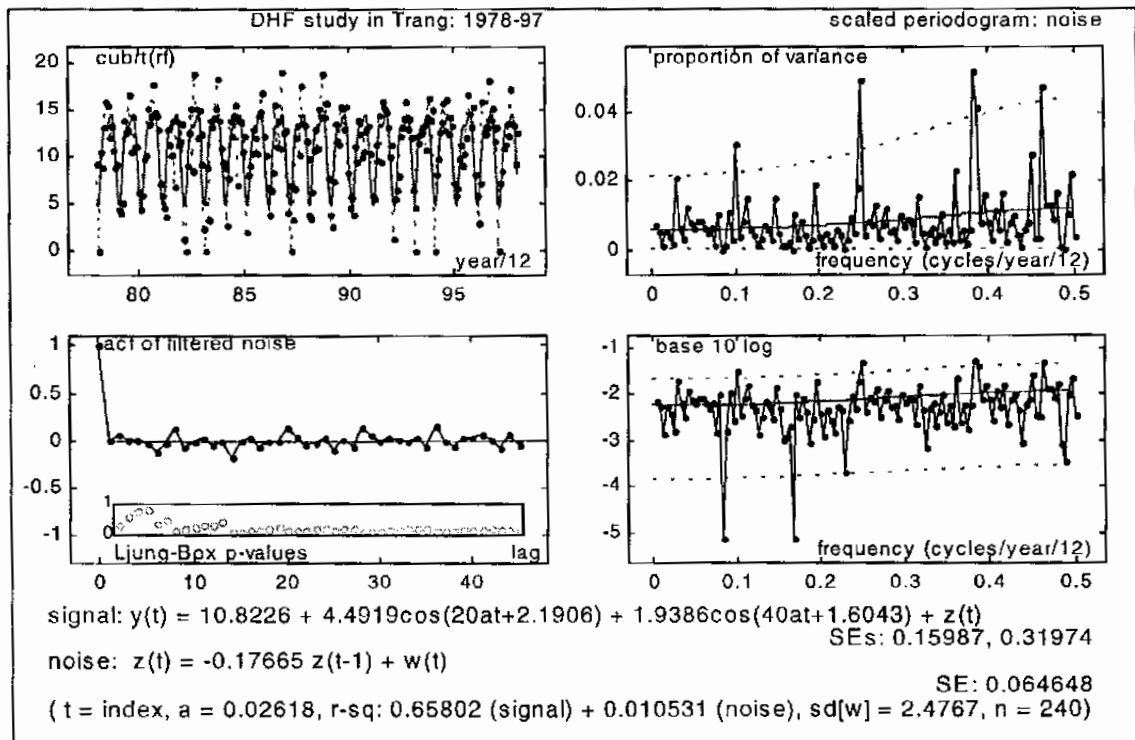 DHF study in Trang: 1978-97
scaled periodogram: noise
cub/t(rf)
20
15
10
5
0
year/12
80 85 90 95
proportion of variance
0.04
0.02
0
frequency (cycles/year/12)
0 0.1 0.2 0.3 0.4 0.5
acf of filtered noise
1
0.5
0
-0.5
-1
1
0
Ljung-Box p-values
lag
0 10 20 30 40
base 10 log
-1
-2
-3
-4
-5
frequency (cycles/year/12)
0 0.1 0.2 0.3 0.4 0.5
signal: y(t) = 10.8226 + 4.4919cos(20at+2.1906) + 1.9386cos(40at+1.6043) + z(t)
SEs: 0.15987, 0.31974
noise: z(t) = -0.17665 z(t-1) + w(t)
SE: 0.064648
( t = index, a = 0.02618, r-sq: 0.65802 (signal) + 0.010531 (noise), sd[w] = 2.4767, n = 240)